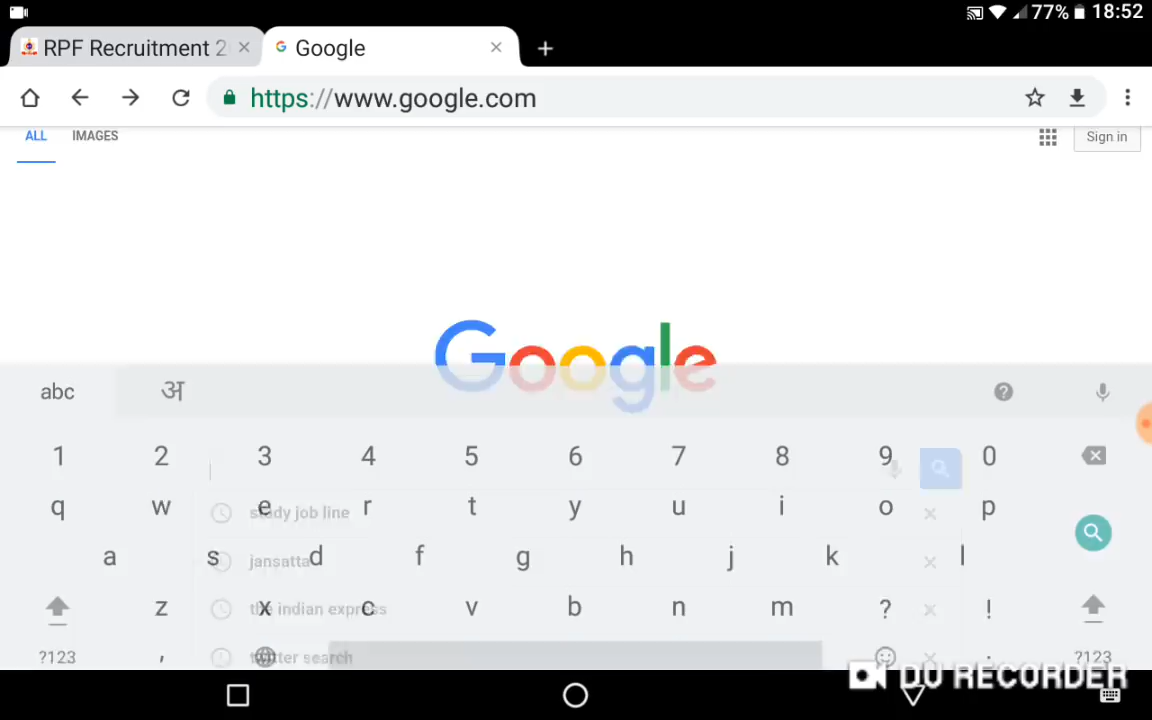 77% 18:52
RPF Recruitment 2 Google
https://www.google.com
ALL IMAGES Sign in
Google
abc अ
1 2 3 4 5 6 7 8 9 0
q w e r t y u i o p
study job line
a s d f g h j k l
jansatta
z x c v b n m ? !
the indian express
?123 , . ?123
twitter search
DU RECORDER